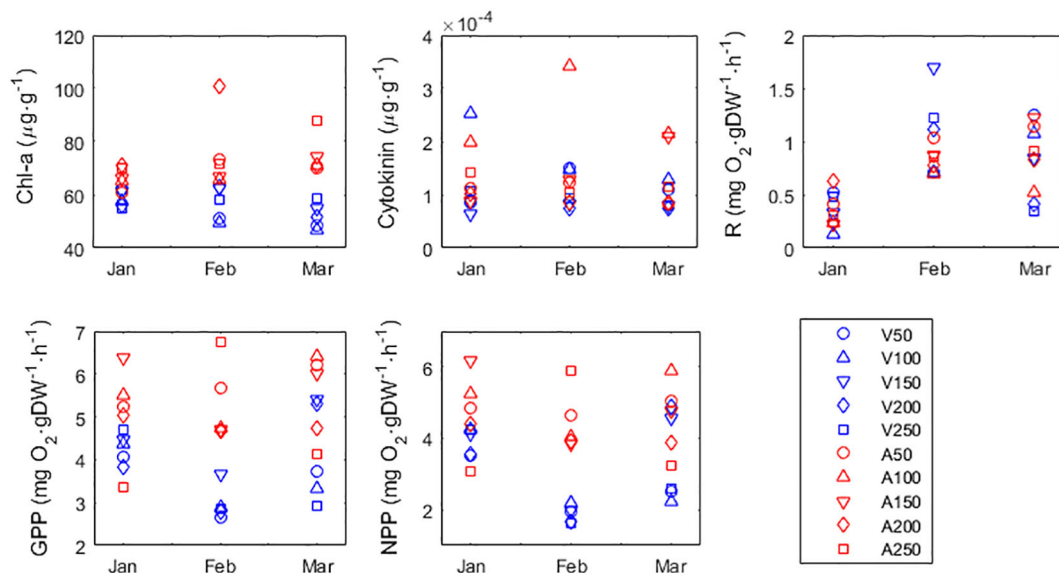 Chl-a (μg·g⁻¹)
120
100
80
60
40
Jan Feb Mar
Cytokinin (μg·g⁻¹)
× 10⁻⁴
4
3
2
1
0
Jan Feb Mar
R (mg O₂·gDW⁻¹·h⁻¹)
2
1.5
1
0.5
0
Jan Feb Mar
GPP (mg O₂·gDW⁻¹·h⁻¹)
7
6
5
4
3
2
Jan Feb Mar
NPP (mg O₂·gDW⁻¹·h⁻¹)
6
4
2
Jan Feb Mar
V50
V100
V150
V200
V250
A50
A100
A150
A200
A250